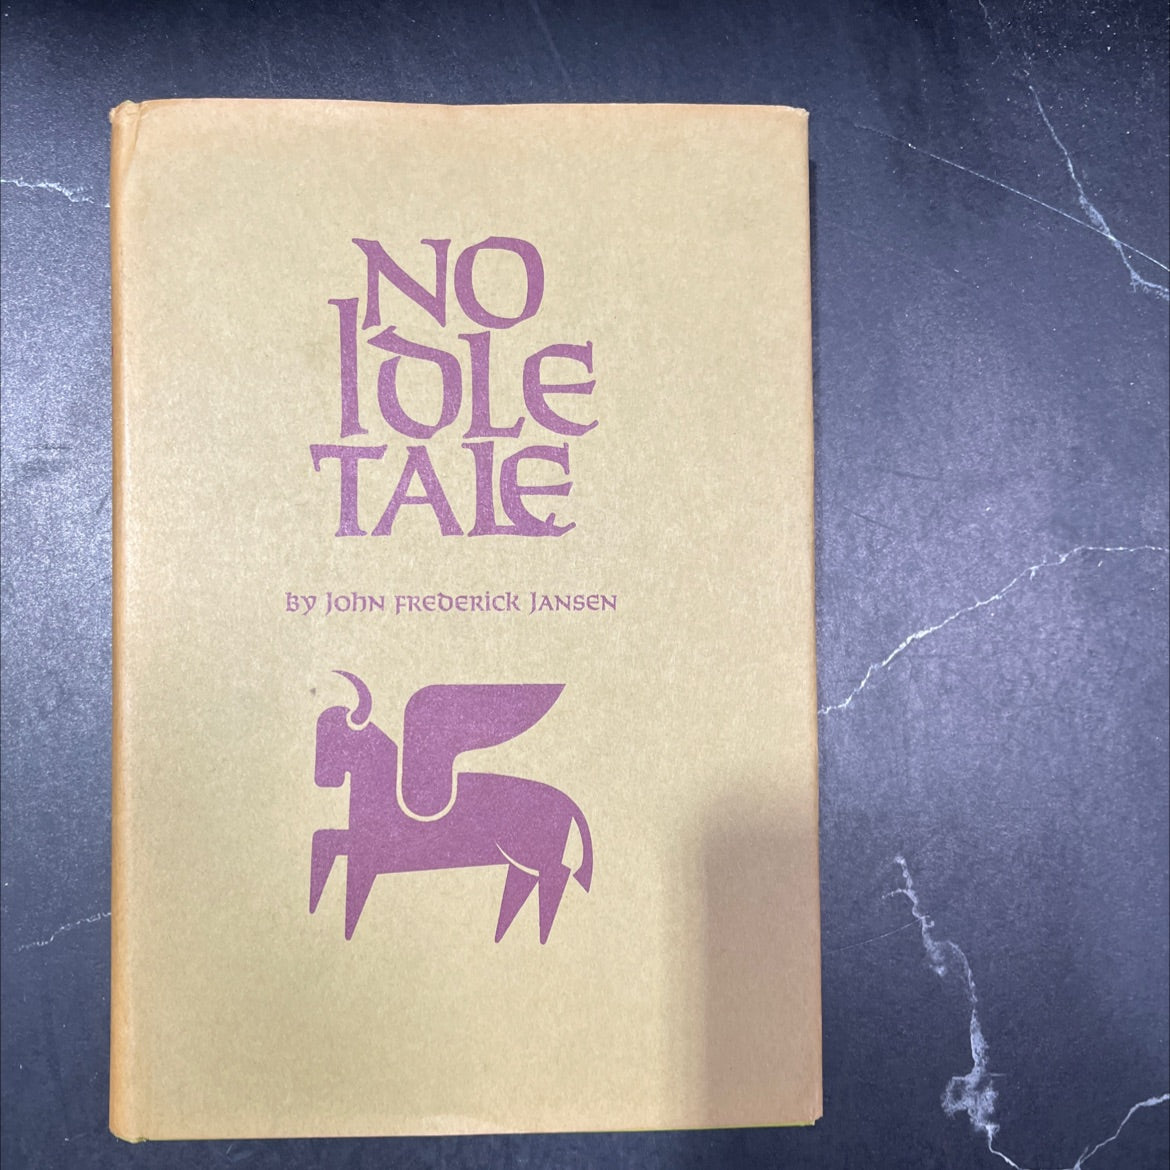 NO
IDLE
TALE
by JOHN FREDERICK JANSEN